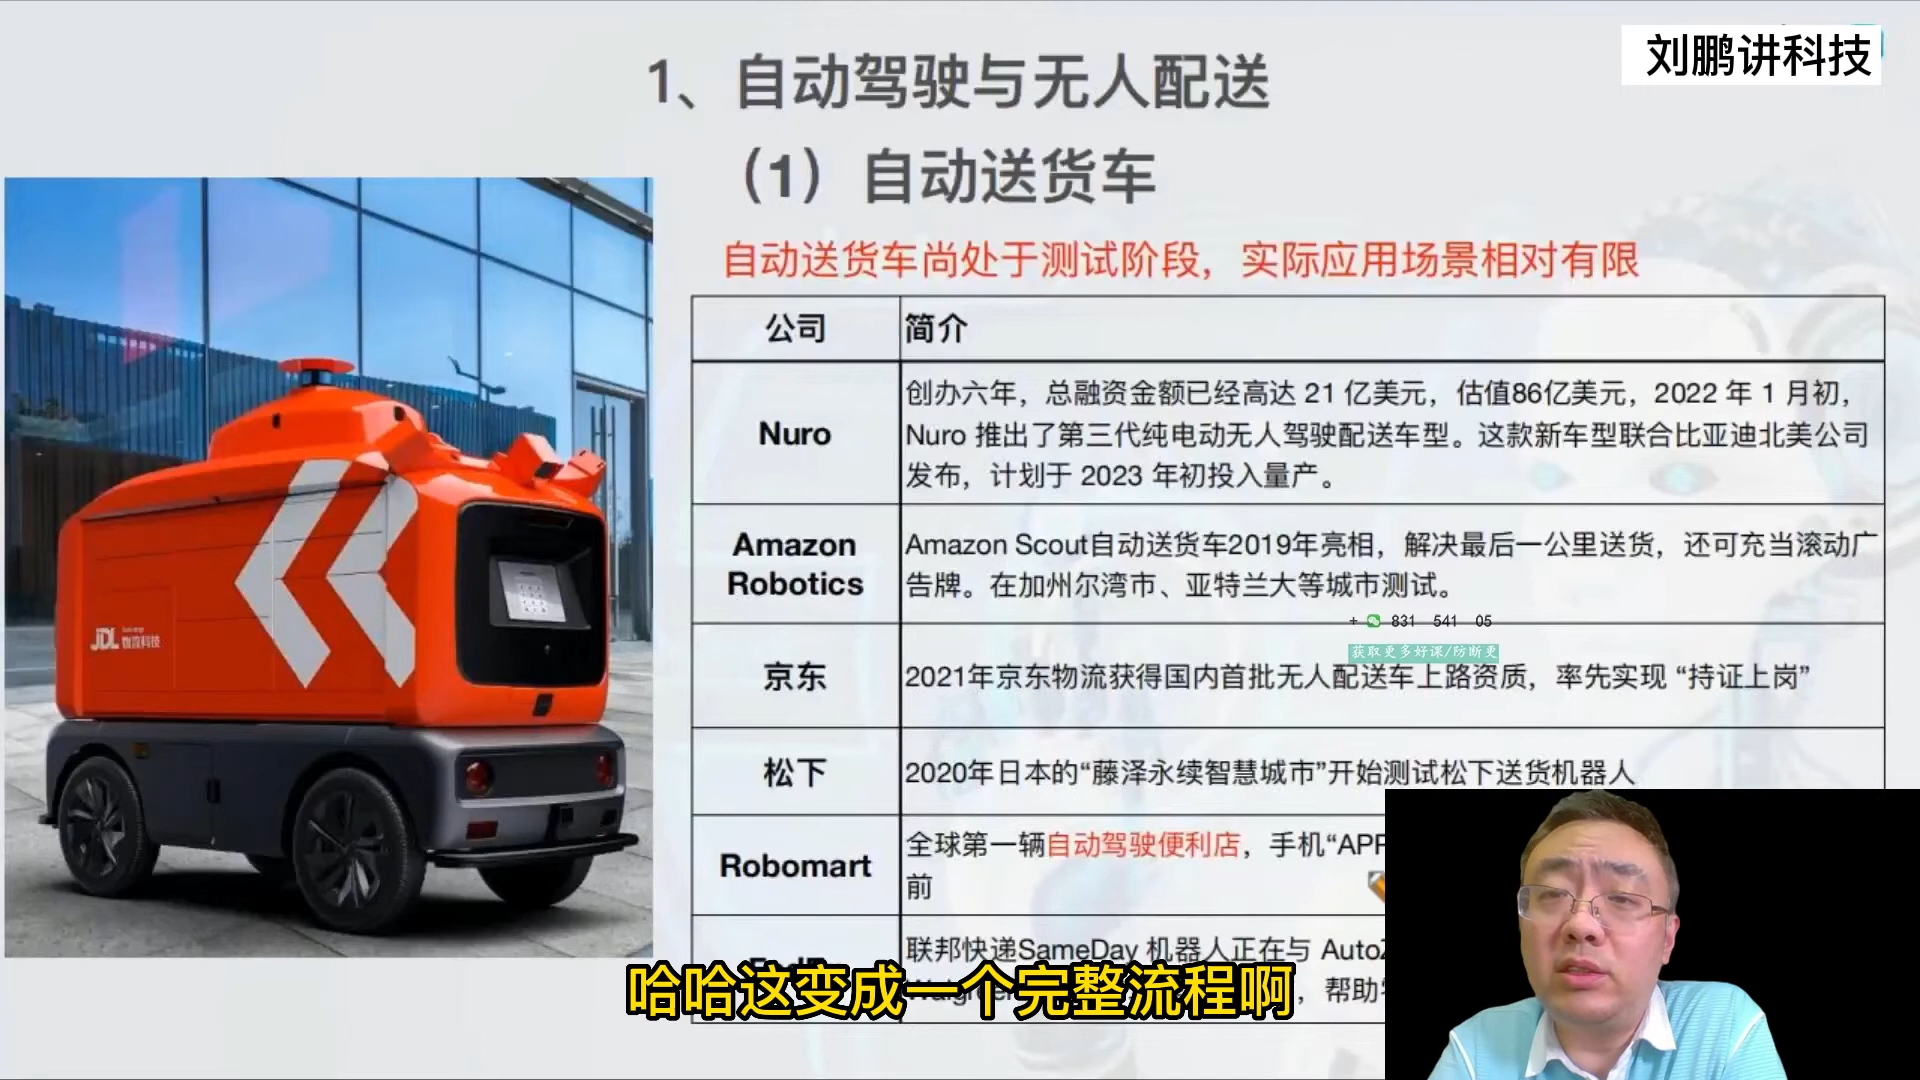 刘鹏讲科技
1、自动驾驶与无人配送
（1）自动送货车
自动送货车尚处于测试阶段，实际应用场景相对有限
公司
简介
Nuro
创办六年，总融资金额已经高达 21 亿美元，估值86亿美元，2022 年 1 月初，
Nuro 推出了第三代纯电动无人驾驶配送车型。这款新车型联合比亚迪北美公司
发布，计划于 2023 年初投入量产。
Amazon
Robotics
Amazon Scout自动送货车2019年亮相，解决最后一公里送货，还可充当滚动广
告牌。在加州尔湾市、亚特兰大等城市测试。
+ 831 541 05
获取更多好课/防断更
京东
2021年京东物流获得国内首批无人配送车上路资质，率先实现 “持证上岗”
松下
2020年日本的“藤泽永续智慧城市”开始测试松下送货机器人
Robomart
全球第一辆自动驾驶便利店，手机“APP
前
联邦快递SameDay 机器人正在与 Auto
，帮助
哈哈这变成一个完整流程啊
JDL 物流科技